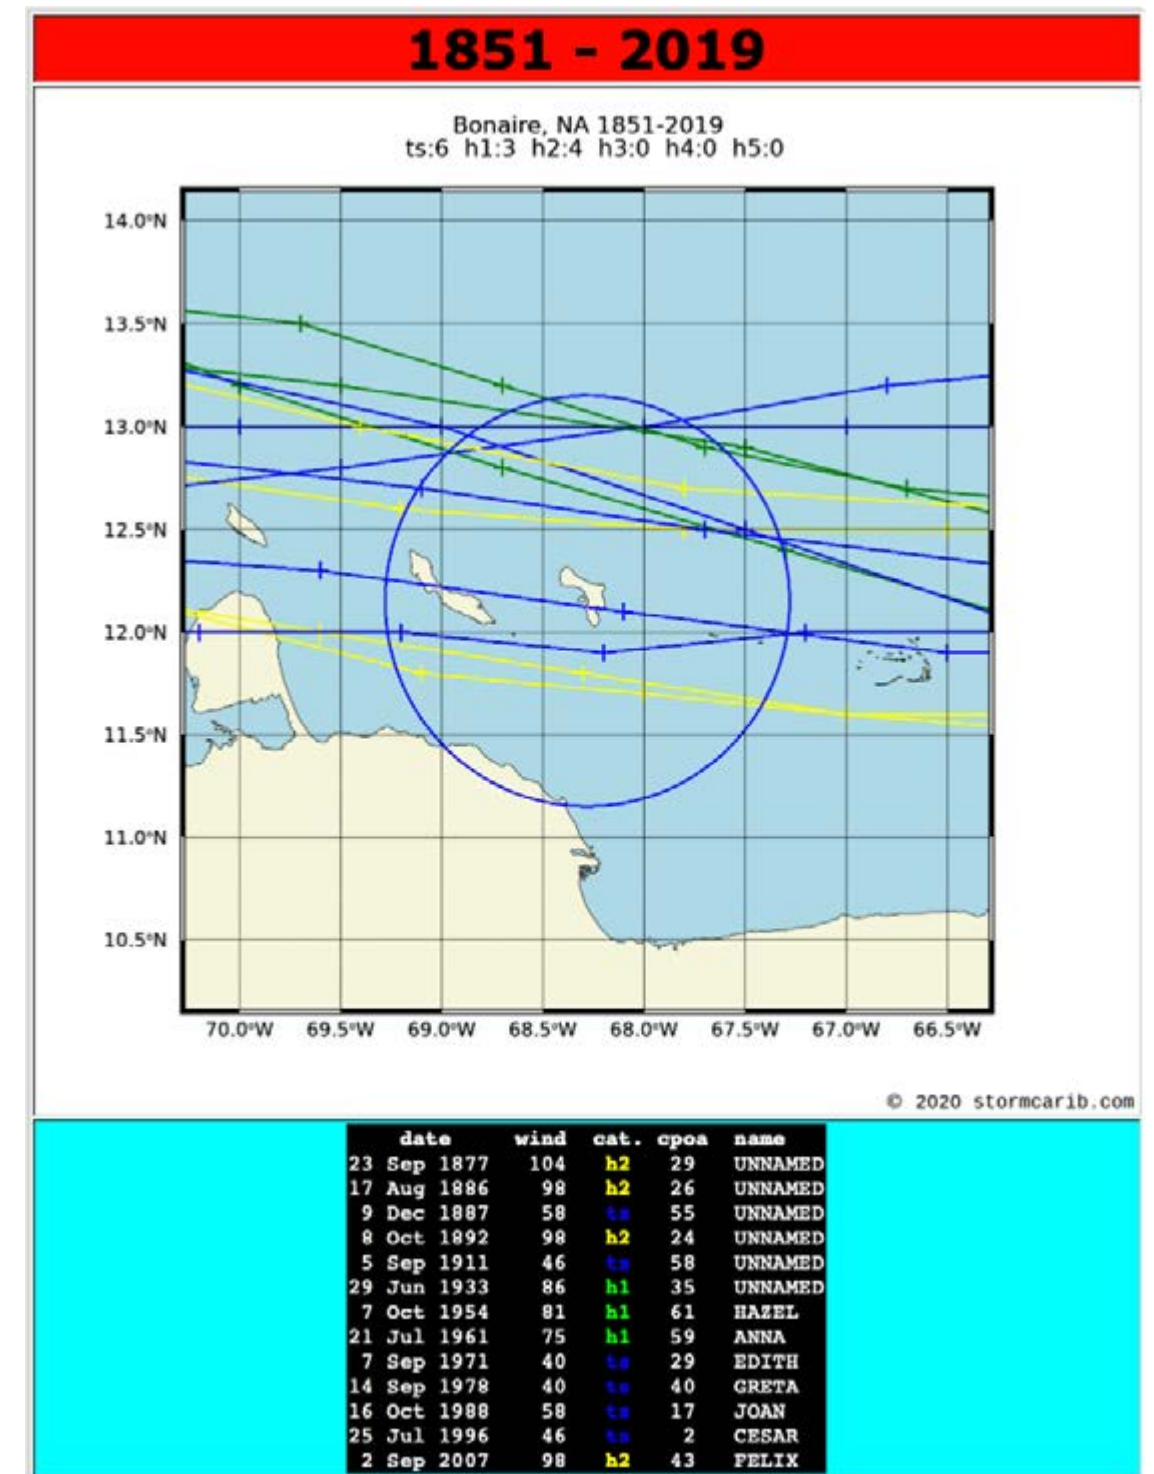 1851 - 2019
Bonaire, NA 1851-2019
ts:6 h1:3 h2:4 h3:0 h4:0 h5:0
14.0°N
13.5°N
13.0°N
12.5°N
12.0°N
11.5°N
11.0°N
10.5°N
70.0°W 69.5°W 69.0°W 68.5°W 68.0°W 67.5°W 67.0°W 66.5°W
© 2020 stormcarib.com
date wind cat. cpoa name
23 Sep 1877 104 h2 29 UNNAMED
17 Aug 1886 98 h2 26 UNNAMED
9 Dec 1887 58 ts 55 UNNAMED
8 Oct 1892 98 h2 24 UNNAMED
5 Sep 1911 46 ts 58 UNNAMED
29 Jun 1933 86 h1 35 UNNAMED
7 Oct 1954 81 h1 61 HAZEL
21 Jul 1961 75 h1 59 ANNA
7 Sep 1971 40 ts 29 EDITH
14 Sep 1978 40 ts 40 GRETA
16 Oct 1988 58 ts 17 JOAN
25 Jul 1996 46 ts 2 CESAR
2 Sep 2007 98 h2 43 FELIX